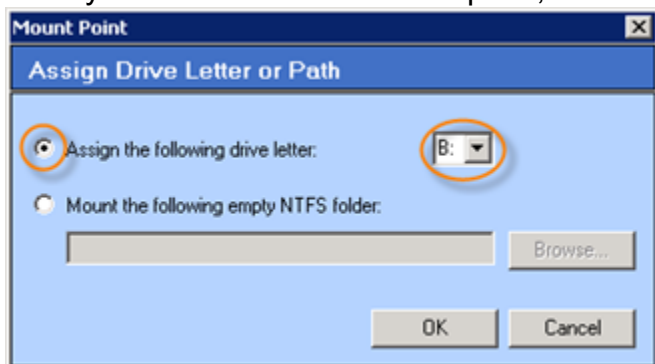 Mount Point
Assign Drive Letter or Path
Assign the following drive letter: B:
Mount the following empty NTFS folder:
Browse...
OK Cancel